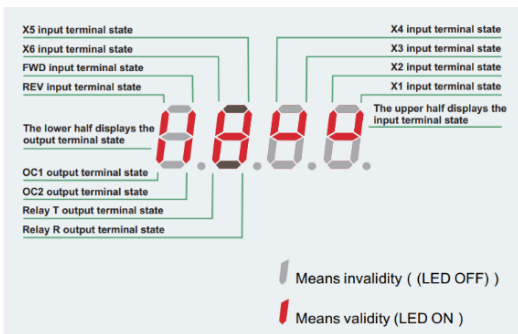 X5 input terminal state
X6 input terminal state
FWD input terminal state
REV input terminal state
The lower half displays the
output terminal state
OC1 output terminal state
OC2 output terminal state
Relay T output terminal state
Relay R output terminal state
X4 input terminal state
X3 input terminal state
X2 input terminal state
X1 input terminal state
The upper half displays the
input terminal state
Means invalidity ( (LED OFF) )
Means validity (LED ON )